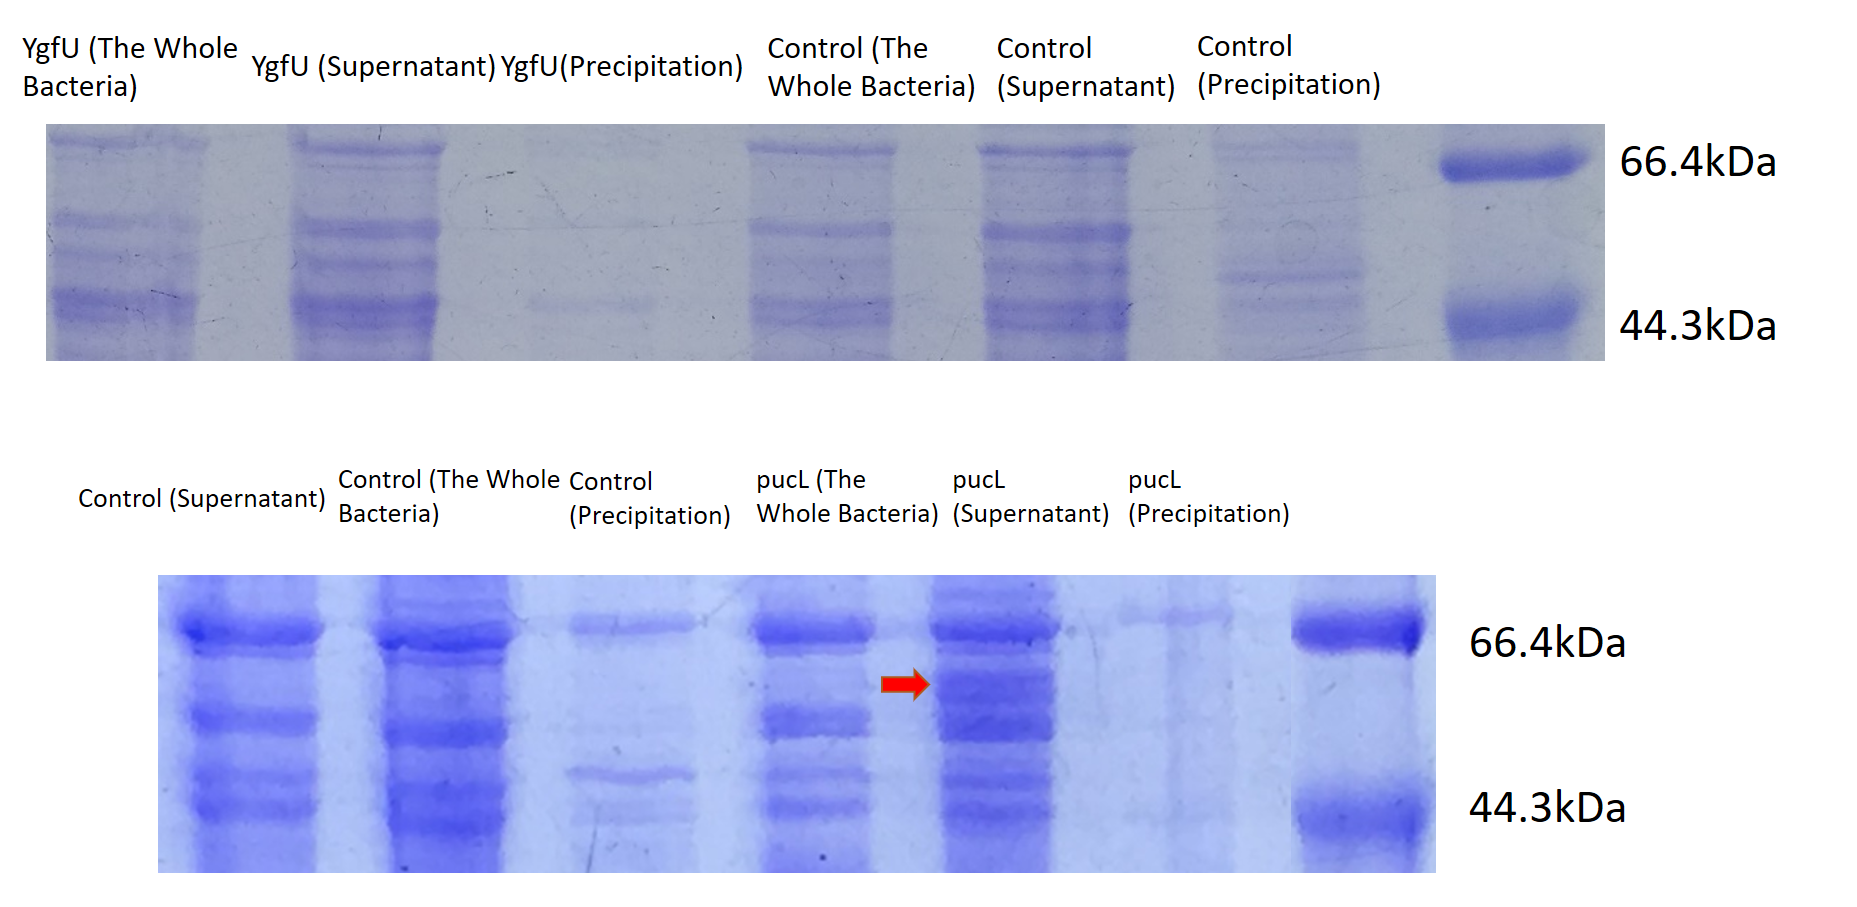 YgfU (The Whole
Bacteria)
YgfU (Supernatant)
YgfU(Precipitation)
Control (The
Whole Bacteria)
Control
(Supernatant)
Control
(Precipitation)
66.4kDa
44.3kDa
Control (Supernatant)
Control (The Whole
Bacteria)
Control
(Precipitation)
pucL (The
Whole Bacteria)
pucL
(Supernatant)
pucL
(Precipitation)
66.4kDa
44.3kDa